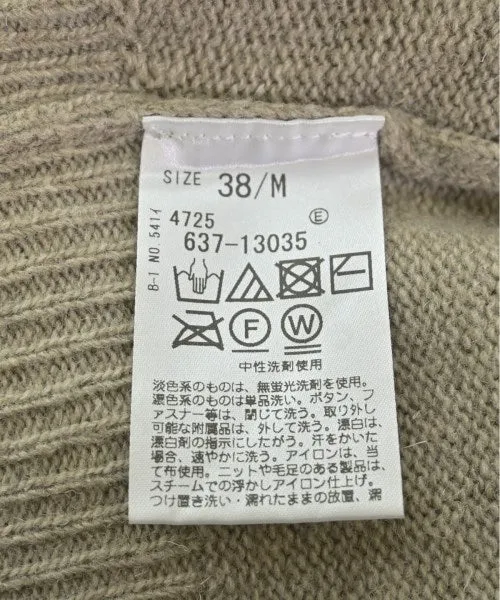 SIZE 38/M
B-1 NO.5414
4725 E
637-13035
F W
中性洗剤使用
淡色系のものは、無蛍光洗剤を使用。
濃色系のものは単品洗い。ボタン、フ
ァスナー等は、閉じて洗う。取り外し
可能な附属品は、外して洗う。漂白は、
漂白剤の指示にしたがう。汗をかいた
場合、速やかに洗う。アイロンは、当
て布使用。ニットや毛足のある製品は、
スチームでの浮かしアイロン仕上げ。
つけ置き洗い・濡れたままの放置、濡